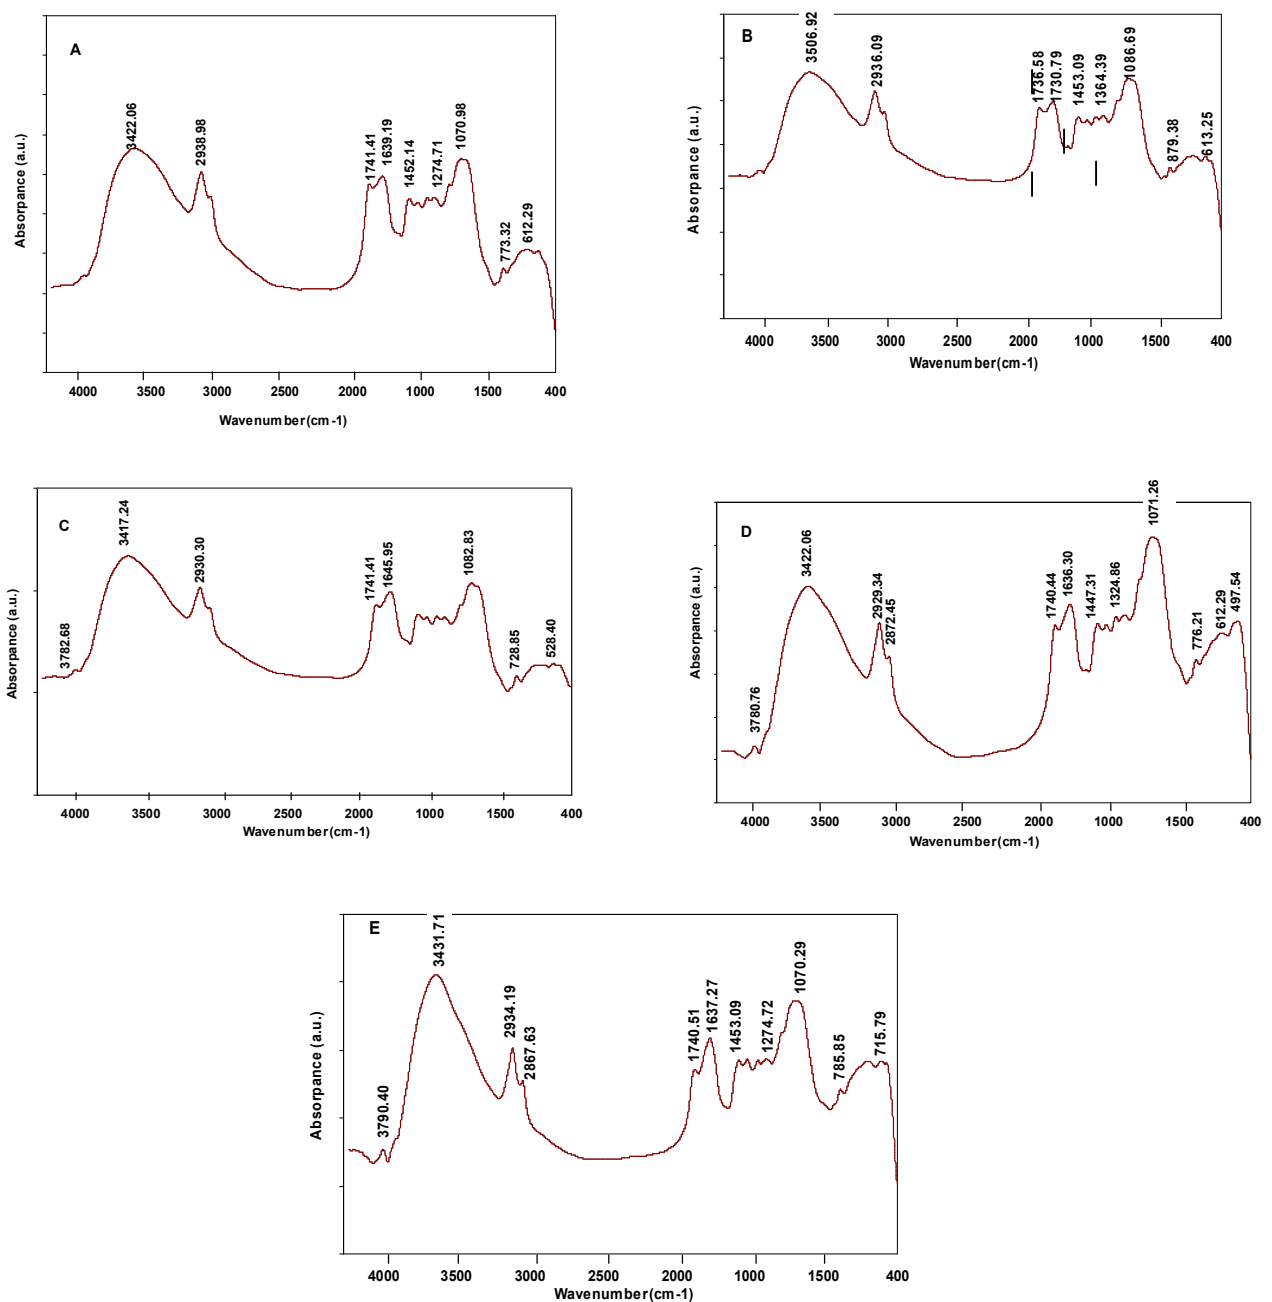 A
3422.06
2938.98
1741.41
1639.19
1452.14
1274.71
1070.98
773.32
612.29
Absorpance (a.u.)
4000 3500 3000 2500 2000 1000 1500 400
Wavenumber(cm-1)
B
3506.92
2936.09
1736.58
1730.79
1453.09
1364.39
1086.69
879.38
613.25
Absorpance (a.u.)
4000 3500 3000 2500 2000 1000 1500 400
Wavenumber(cm-1)
C
3782.68
3417.24
2930.30
1741.41
1645.95
1082.83
728.85
528.40
Absorpance (a.u.)
4000 3500 3000 2500 2000 1000 1500 400
Wavenumber(cm-1)
D
3780.76
3422.06
2929.34
2872.45
1740.44
1636.30
1447.31
1324.86
1071.26
776.21
612.29
497.54
Absorpance (a.u.)
4000 3500 3000 2500 2000 1000 1500 400
Wavenumber(cm-1)
E
3790.40
3431.71
2934.19
2867.63
1740.51
1637.27
1453.09
1274.72
1070.29
785.85
715.79
Absorpance (a.u.)
4000 3500 3000 2500 2000 1000 1500 400
Wavenumber(cm-1)